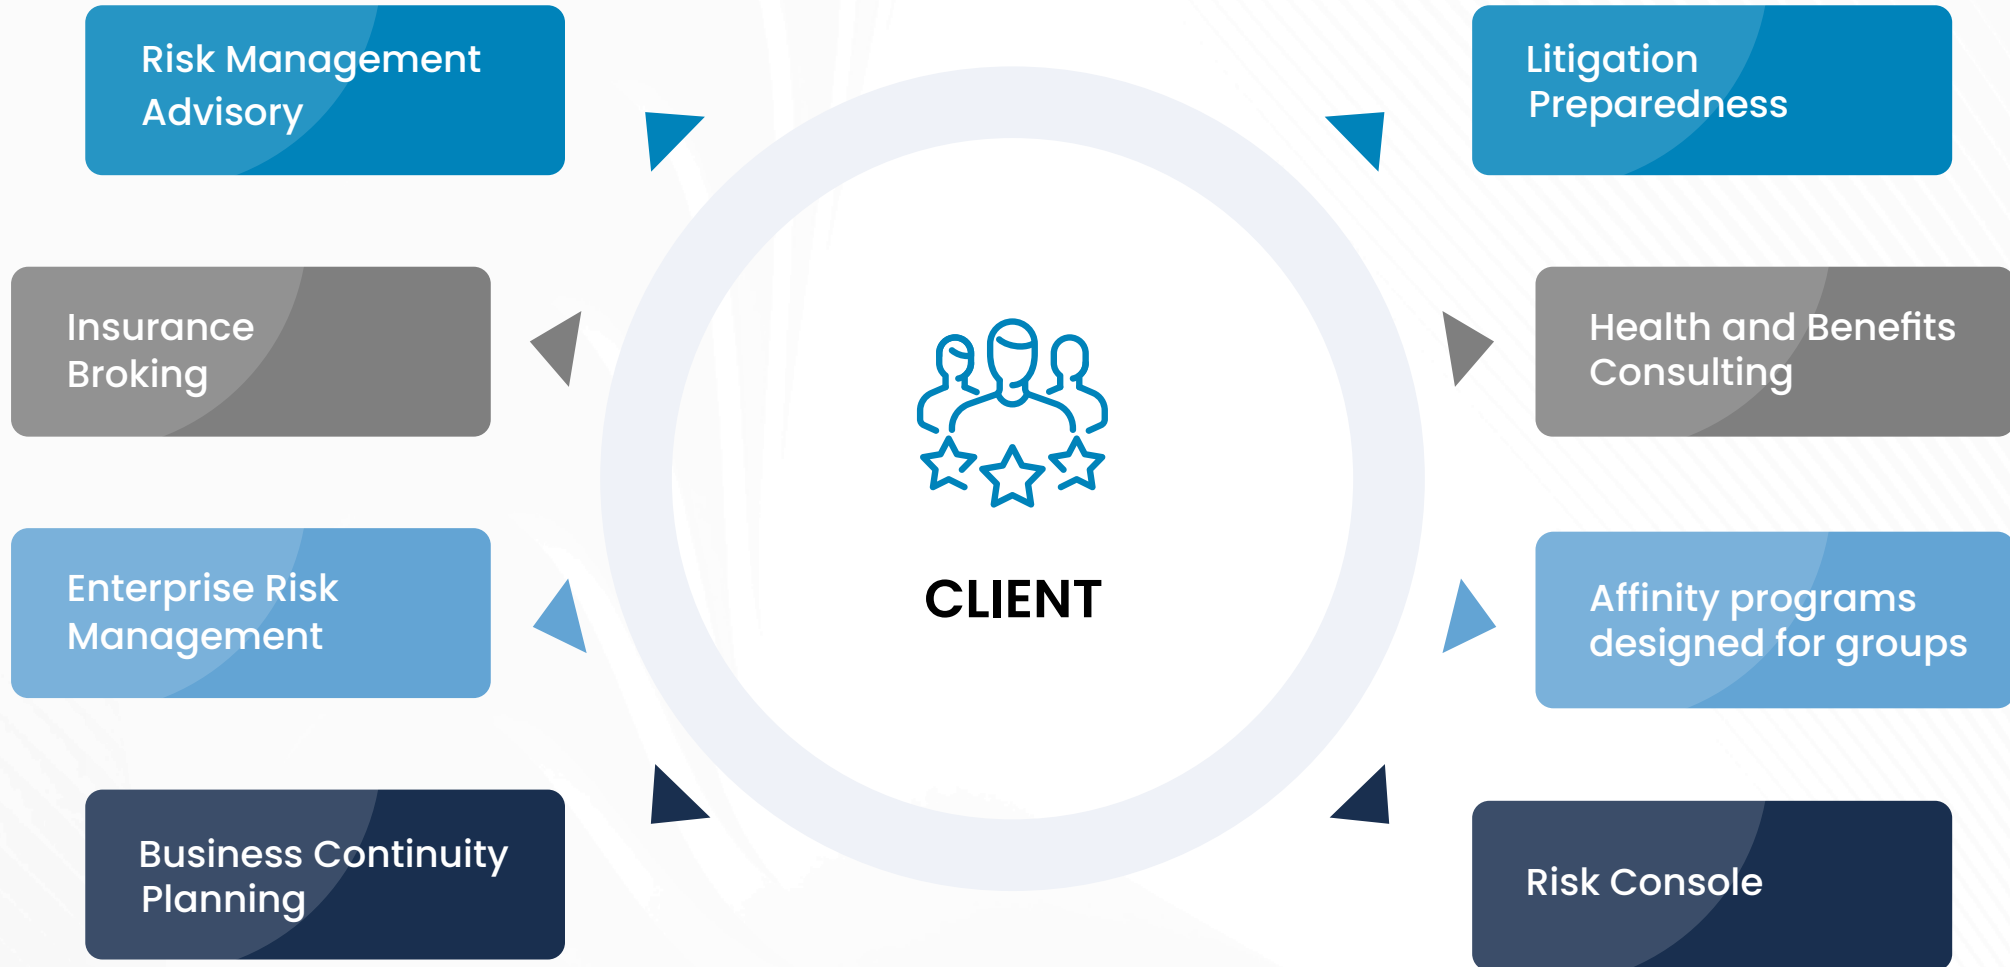 Risk Management
Advisory
Insurance
Broking
Enterprise Risk
Management
Business Continuity
Planning
CLIENT
Litigation
Preparedness
Health and Benefits
Consulting
Affinity programs
designed for groups
Risk Console